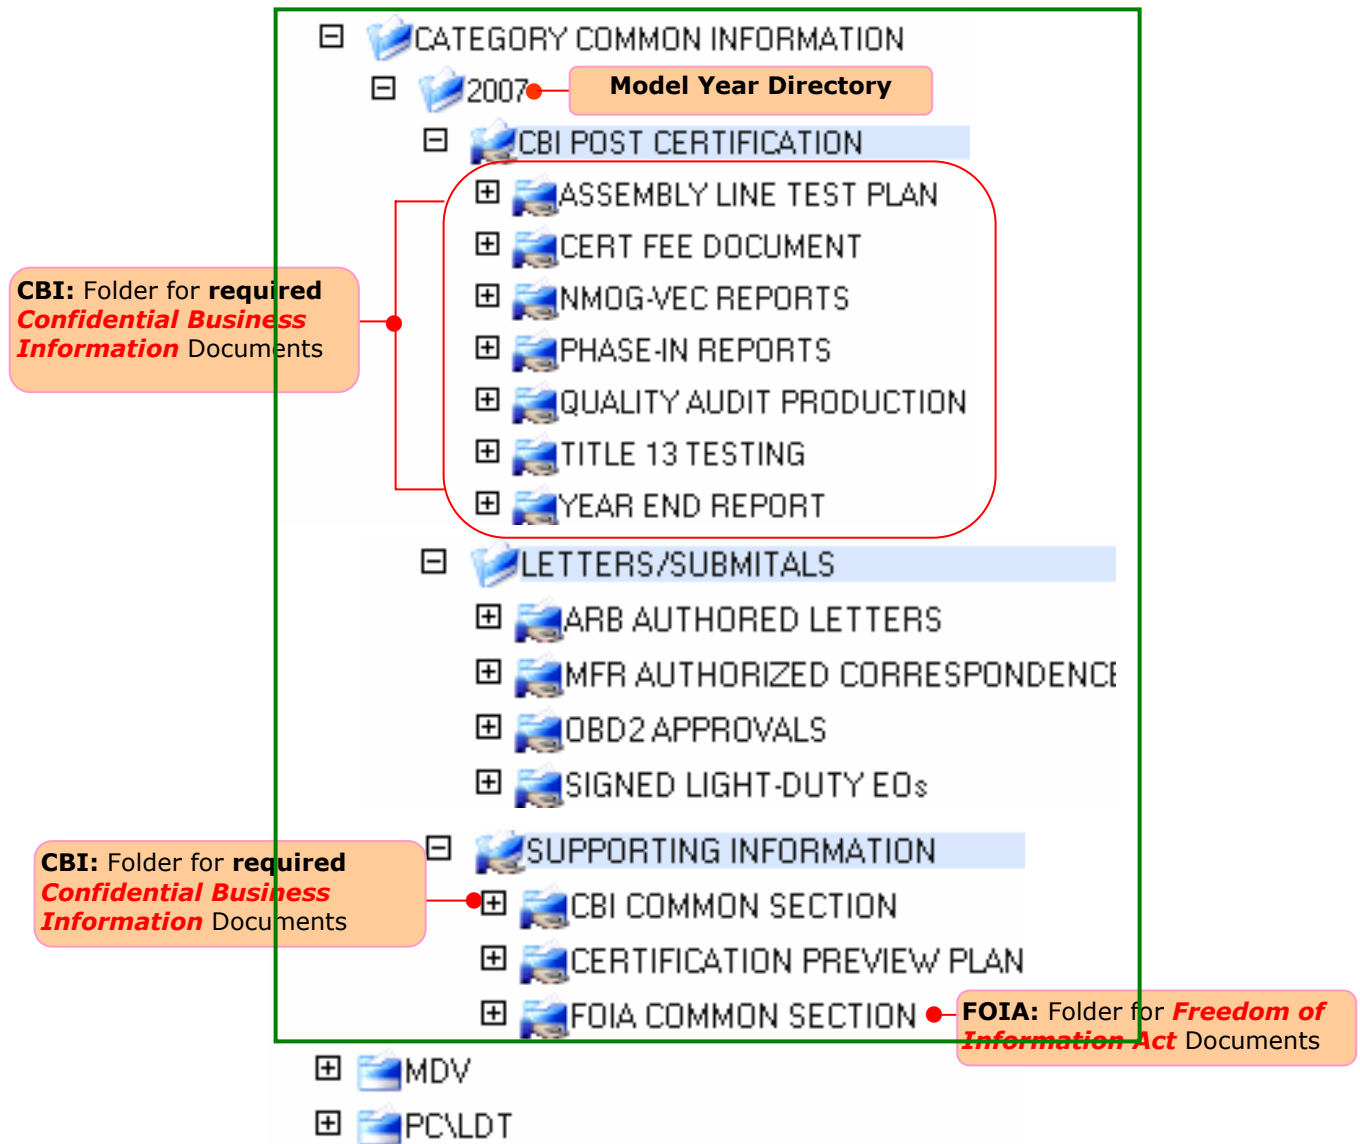 CATEGORY COMMON INFORMATION
2007
Model Year Directory
CBI POST CERTIFICATION
ASSEMBLY LINE TEST PLAN
CERT FEE DOCUMENT
CBI: Folder for required
Confidential Business
Information Documents
NMOG-VEC REPORTS
PHASE-IN REPORTS
QUALITY AUDIT PRODUCTION
TITLE 13 TESTING
YEAR END REPORT
LETTERS/SUBMITALS
ARB AUTHORED LETTERS
MFR AUTHORIZED CORRESPONDENCE
OBD2 APPROVALS
SIGNED LIGHT-DUTY EOs
SUPPORTING INFORMATION
CBI: Folder for required
Confidential Business
Information Documents
CBI COMMON SECTION
CERTIFICATION PREVIEW PLAN
FOIA COMMON SECTION
FOIA: Folder for Freedom of
Information Act Documents
MDV
PC\LDT